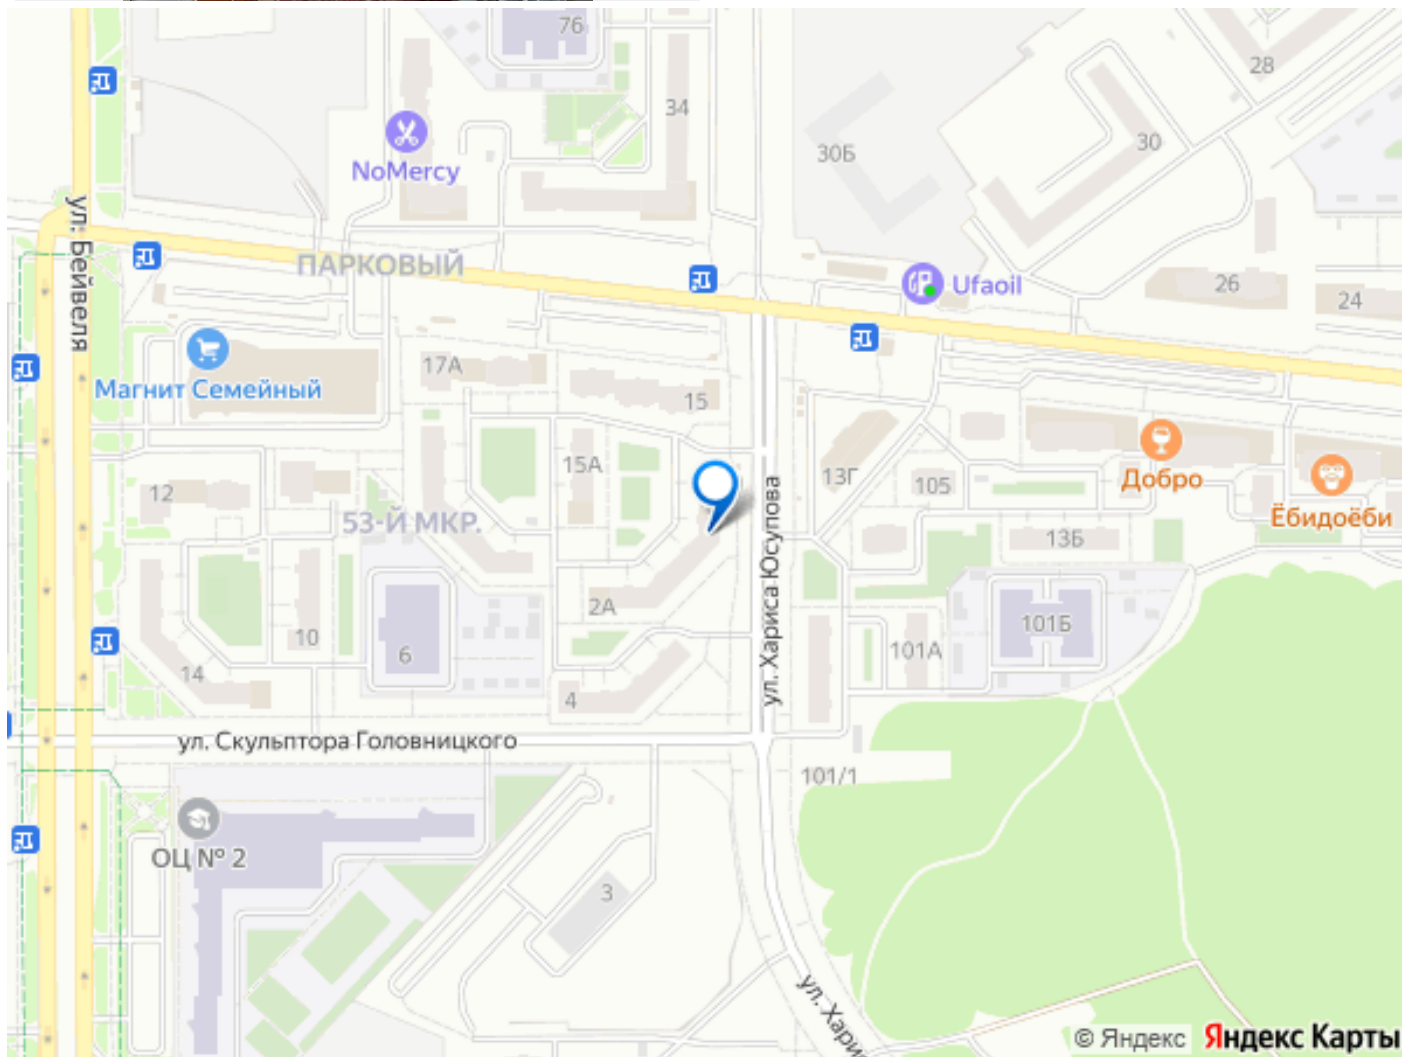 76
28
34
30
30Б
NoMercy
ул. Бейвеля
ПАРКОВЫЙ
Ufaoil
26
24
Магнит Семейный
17А
15
15А
13Г
105
Добро
Ёбидоёби
12
53-Й МКР.
ул. Хариса Юсупова
13Б
2А
101Б
10
6
101А
14
4
ул. Скульптора Головницкого
101/1
ОЦ № 2
3
ул. Хари
© Яндекс Яндекс Карты